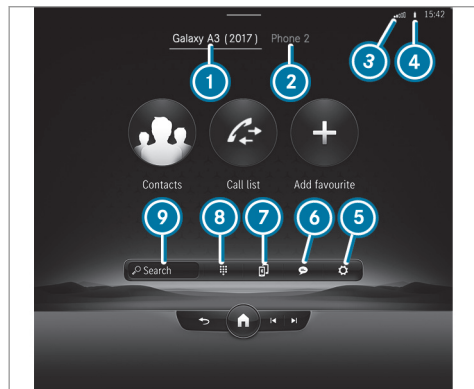 15:42
Galaxy A3 (2017) Phone 2
3 4
1 2
Contacts Call list Add favourite
9 8 7 6 5
Search